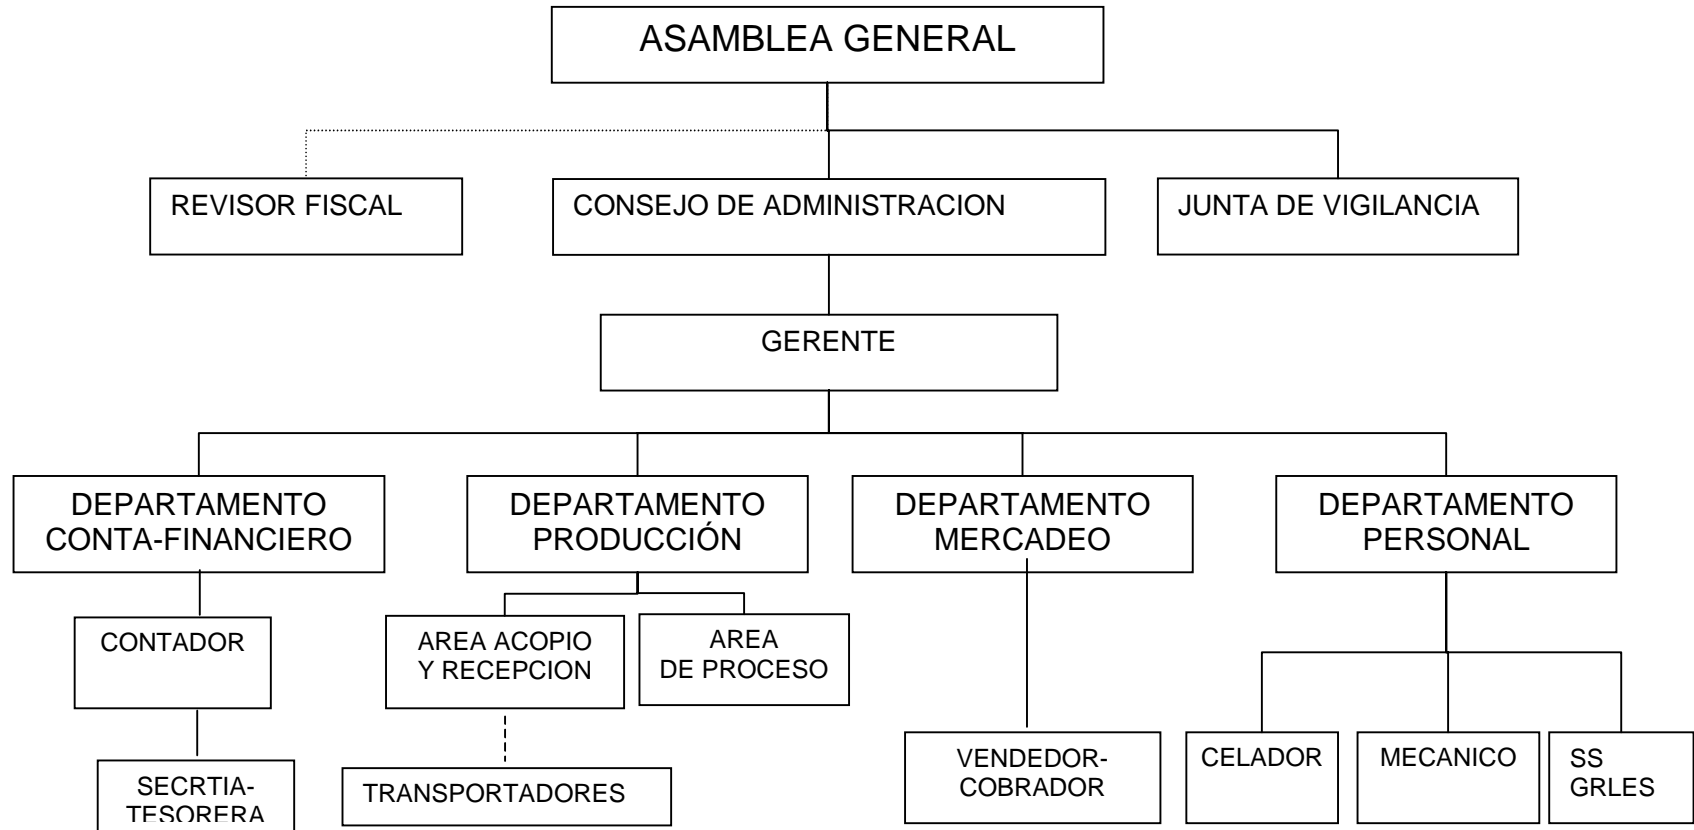 ASAMBLEA GENERAL
REVISOR FISCAL
CONSEJO DE ADMINISTRACION
JUNTA DE VIGILANCIA
GERENTE
DEPARTAMENTO
CONTA-FINANCIERO
DEPARTAMENTO
PRODUCCIÓN
DEPARTAMENTO
MERCADEO
DEPARTAMENTO
PERSONAL
CONTADOR
AREA ACOPIO
Y RECEPCION
AREA
DE PROCESO
SECRTIA-
TESORERA
TRANSPORTADORES
VENDEDOR-
COBRADOR
CELADOR
MECANICO
SS
GRLES